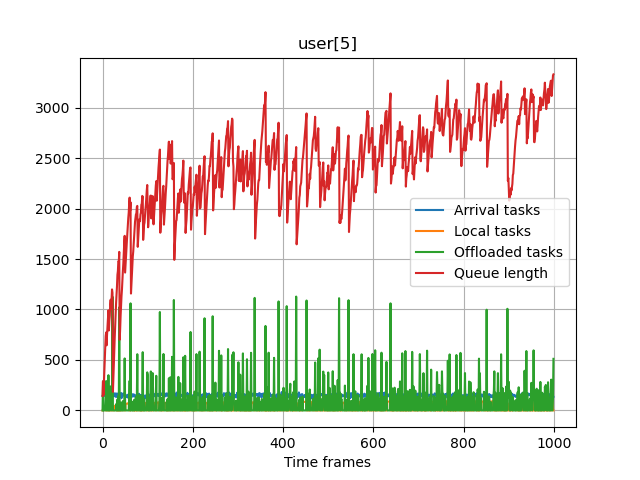 user[5]
3000
2500
2000
1500
1000
500
0
Arrival tasks
Local tasks
Offloaded tasks
Queue length
0 200 400 600 800 1000
Time frames